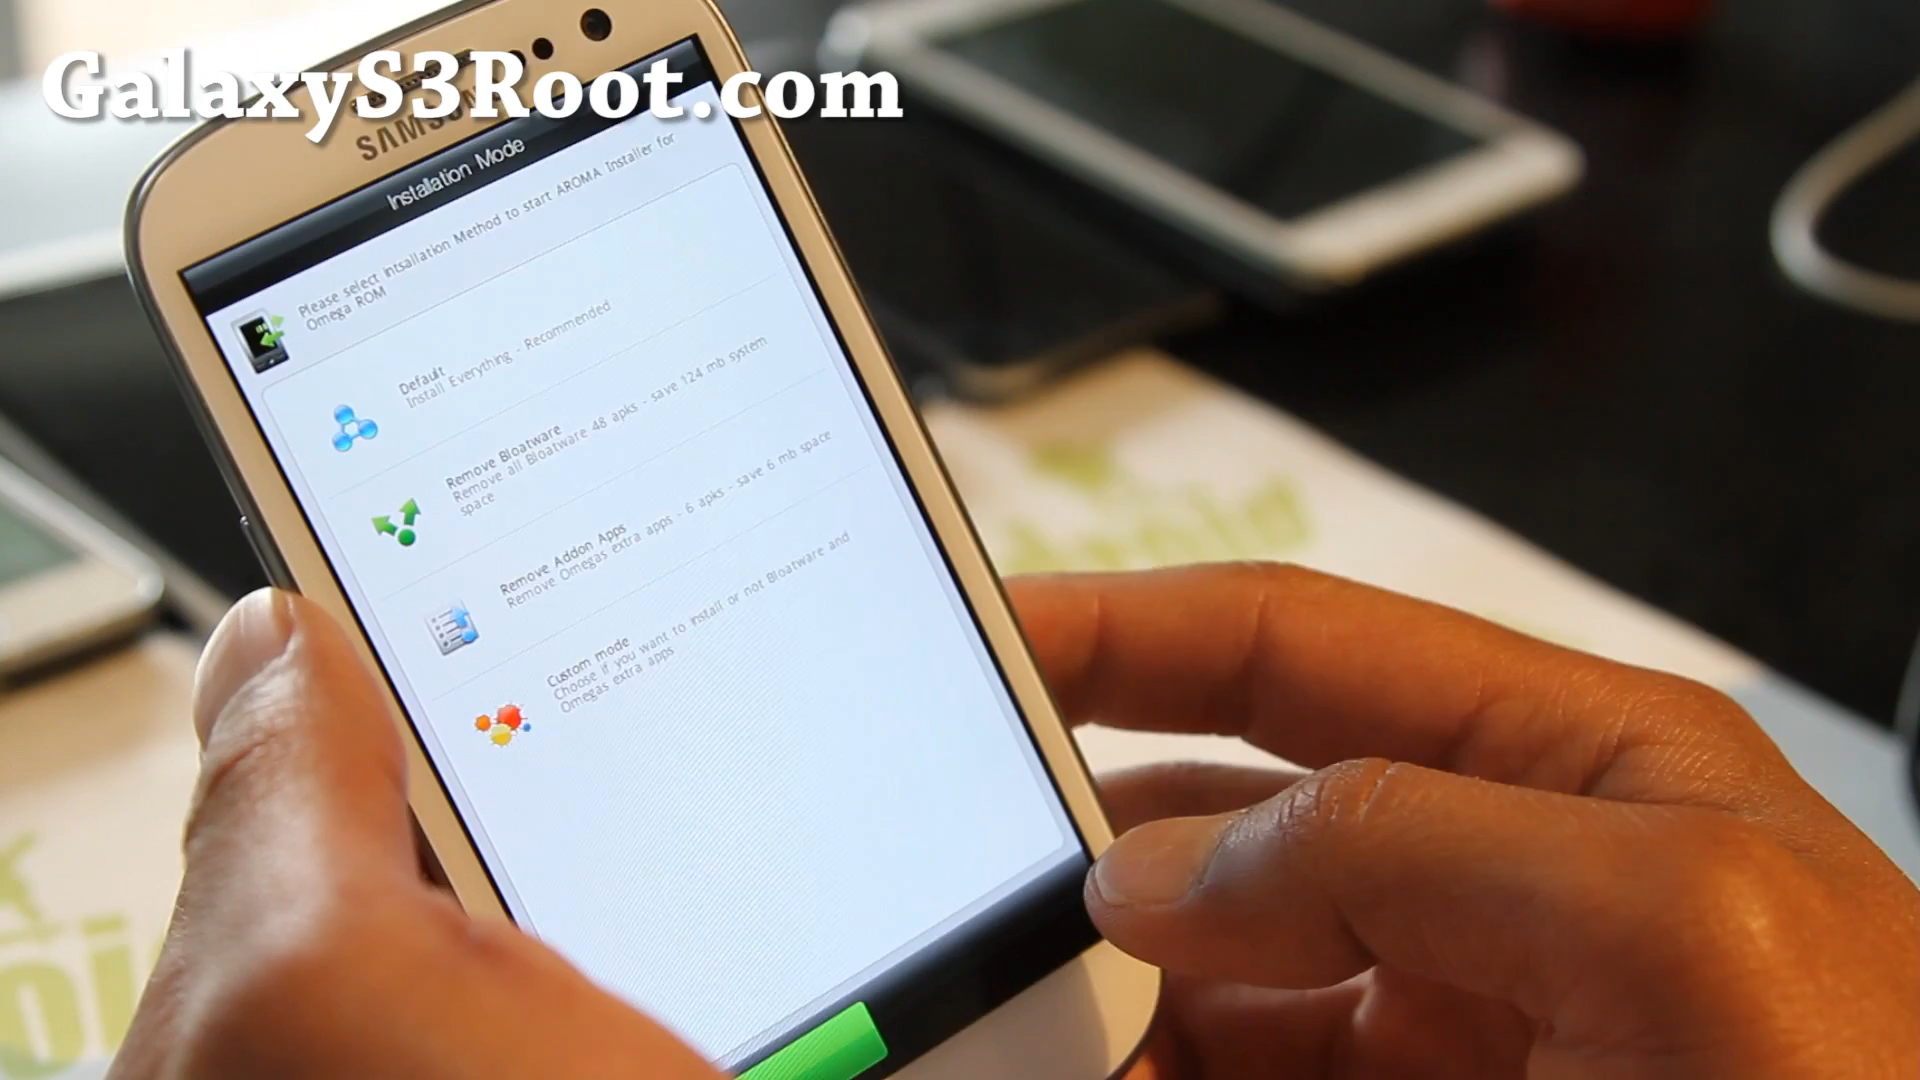 GalaxyS3Root.com
SAMSUNG
Installation Mode
Please select intsallation Method to start AROMA Installer for
Omega ROM
Default
Install Everything - Recommended
Remove Bloatware
Remove all Bloatware 48 apks - save 124 mb system
space
Remove Addon Apps
Remove Omegas extra apps - 6 apks - save 6 mb space
Custom mode
Choose if you want to install or not Bloatware and
Omegas extra apps